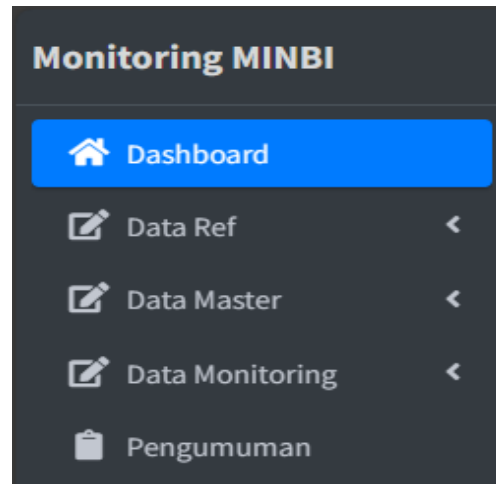 Monitoring MINBI
Dashboard
Data Ref
Data Master
Data Monitoring
Pengumuman